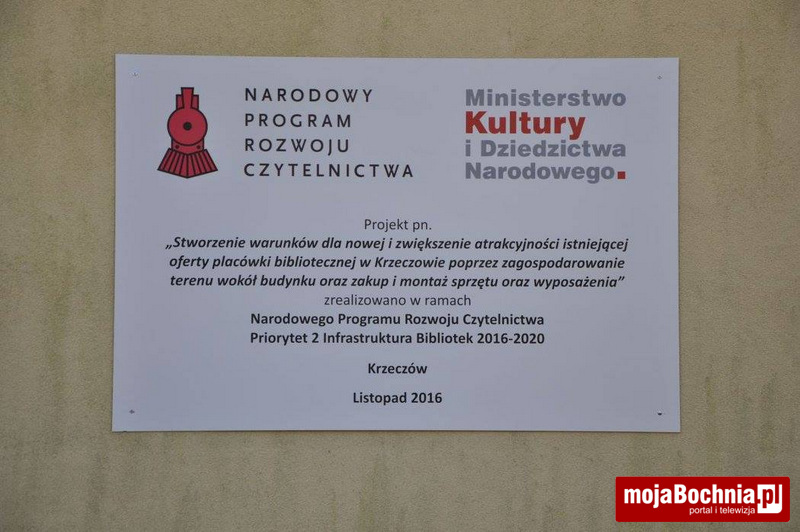 NARODOWY
PROGRAM
ROZWOJU
CZYTELNICTWA
Ministerstwo
Kultury
i Dziedzictwa
Narodowego.
Projekt pn.
„Stworzenie warunków dla nowej i zwiększenie atrakcyjności istniejącej
oferty placówki bibliotecznej w Krzeczowie poprzez zagospodarowanie
terenu wokół budynku oraz zakup i montaż sprzętu oraz wyposażenia”
zrealizowano w ramach
Narodowego Programu Rozwoju Czytelnictwa
Priorytet 2 Infrastruktura Bibliotek 2016-2020
Krzeczów
Listopad 2016
mojaBochnia.pl
portal i telewizja